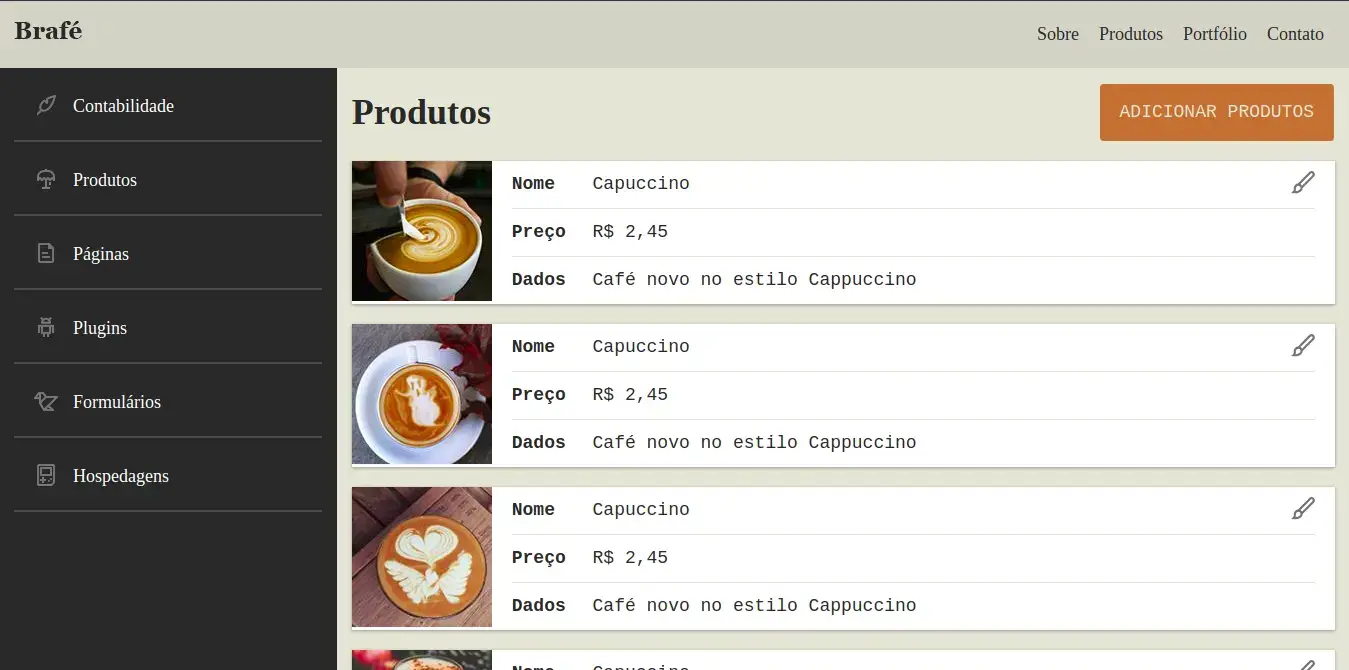 Brafé
Sobre Produtos Portfólio Contato
Contabilidade
Produtos
Páginas
Plugins
Formulários
Hospedagens
Produtos
ADICIONAR PRODUTOS
Nome Capuccino
Preço R$ 2,45
Dados Café novo no estilo Cappuccino
Nome Capuccino
Preço R$ 2,45
Dados Café novo no estilo Cappuccino
Nome Capuccino
Preço R$ 2,45
Dados Café novo no estilo Cappuccino
Nome Capuccino